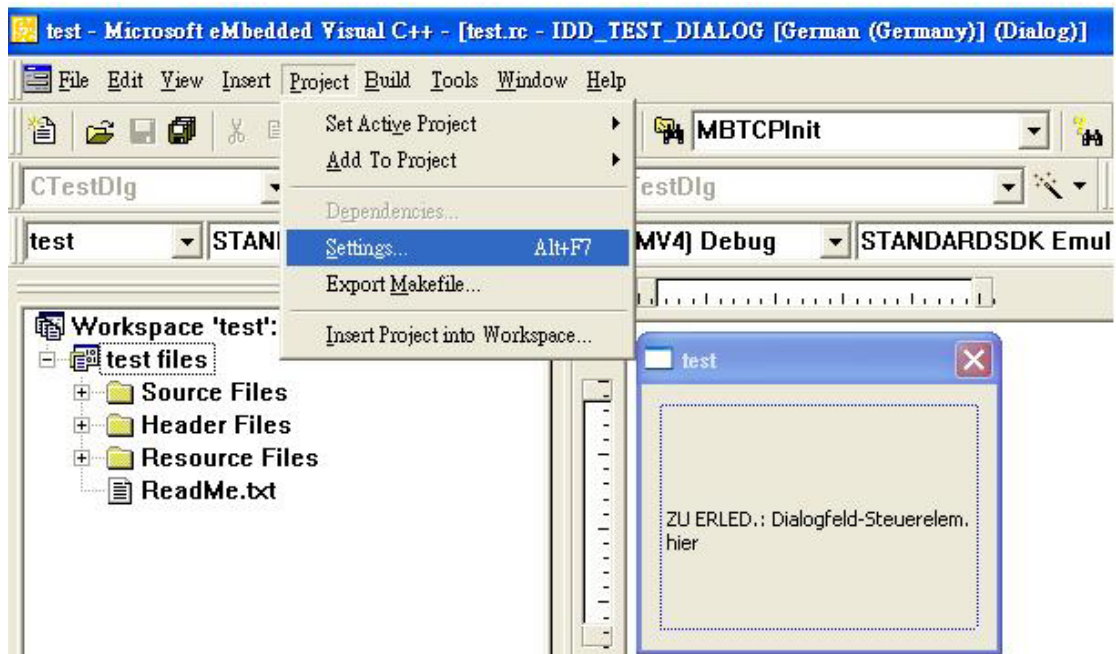 test - Microsoft eMbedded Visual C++ - [test.rc - IDD_TEST_DIALOG [German (Germany)] (Dialog)]
File Edit View Insert Project Build Tools Window Help
Set Active Project
MBTCPInit
Add To Project
CTestDlg
estDlg
Dependencies...
test
STANI
Settings... Alt+F7
MV4) Debug
STANDARDSDK Emul
Export Makefile...
Insert Project into Workspace...
Workspace 'test':
test files
Source Files
Header Files
Resource Files
ReadMe.txt
test
ZU ERLED.: Dialogfeld-Steuerelem.
hier